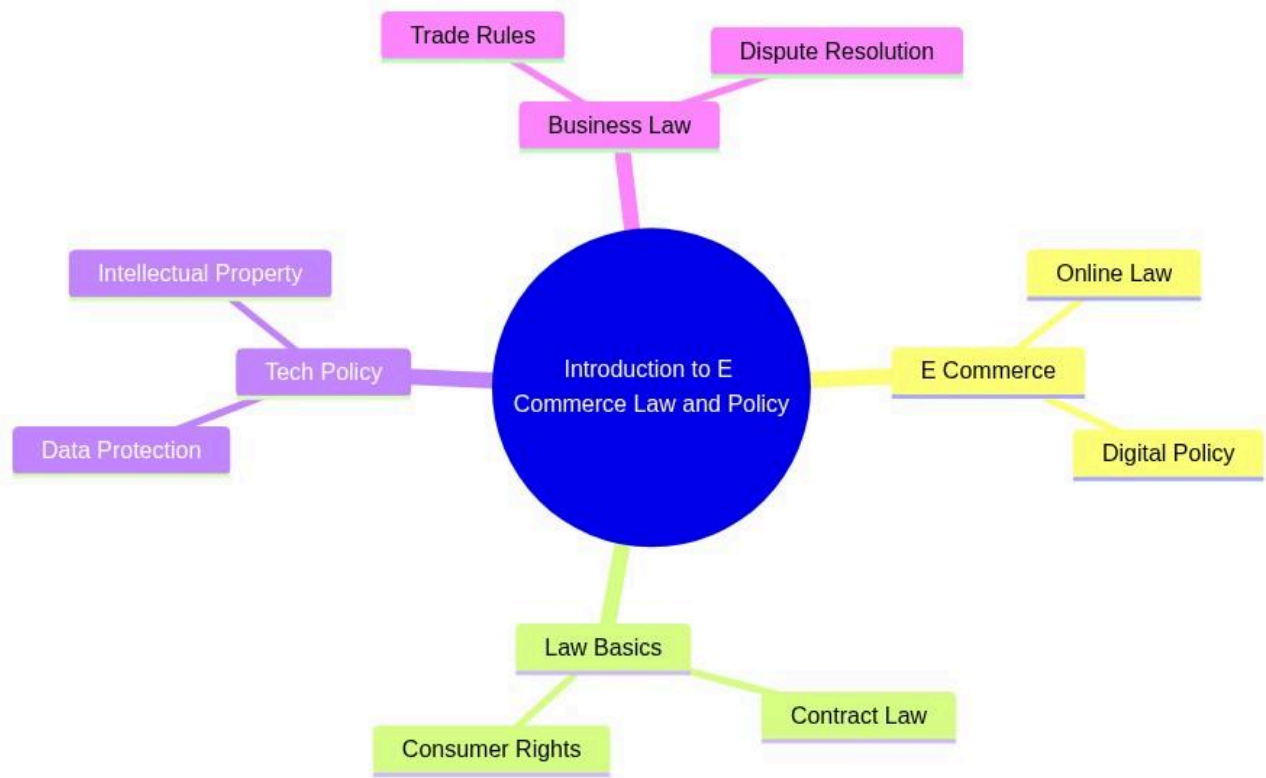 Trade Rules
Dispute Resolution
Business Law
Intellectual Property
Online Law
Tech Policy
Introduction to E
Commerce Law and Policy
E Commerce
Data Protection
Digital Policy
Law Basics
Contract Law
Consumer Rights